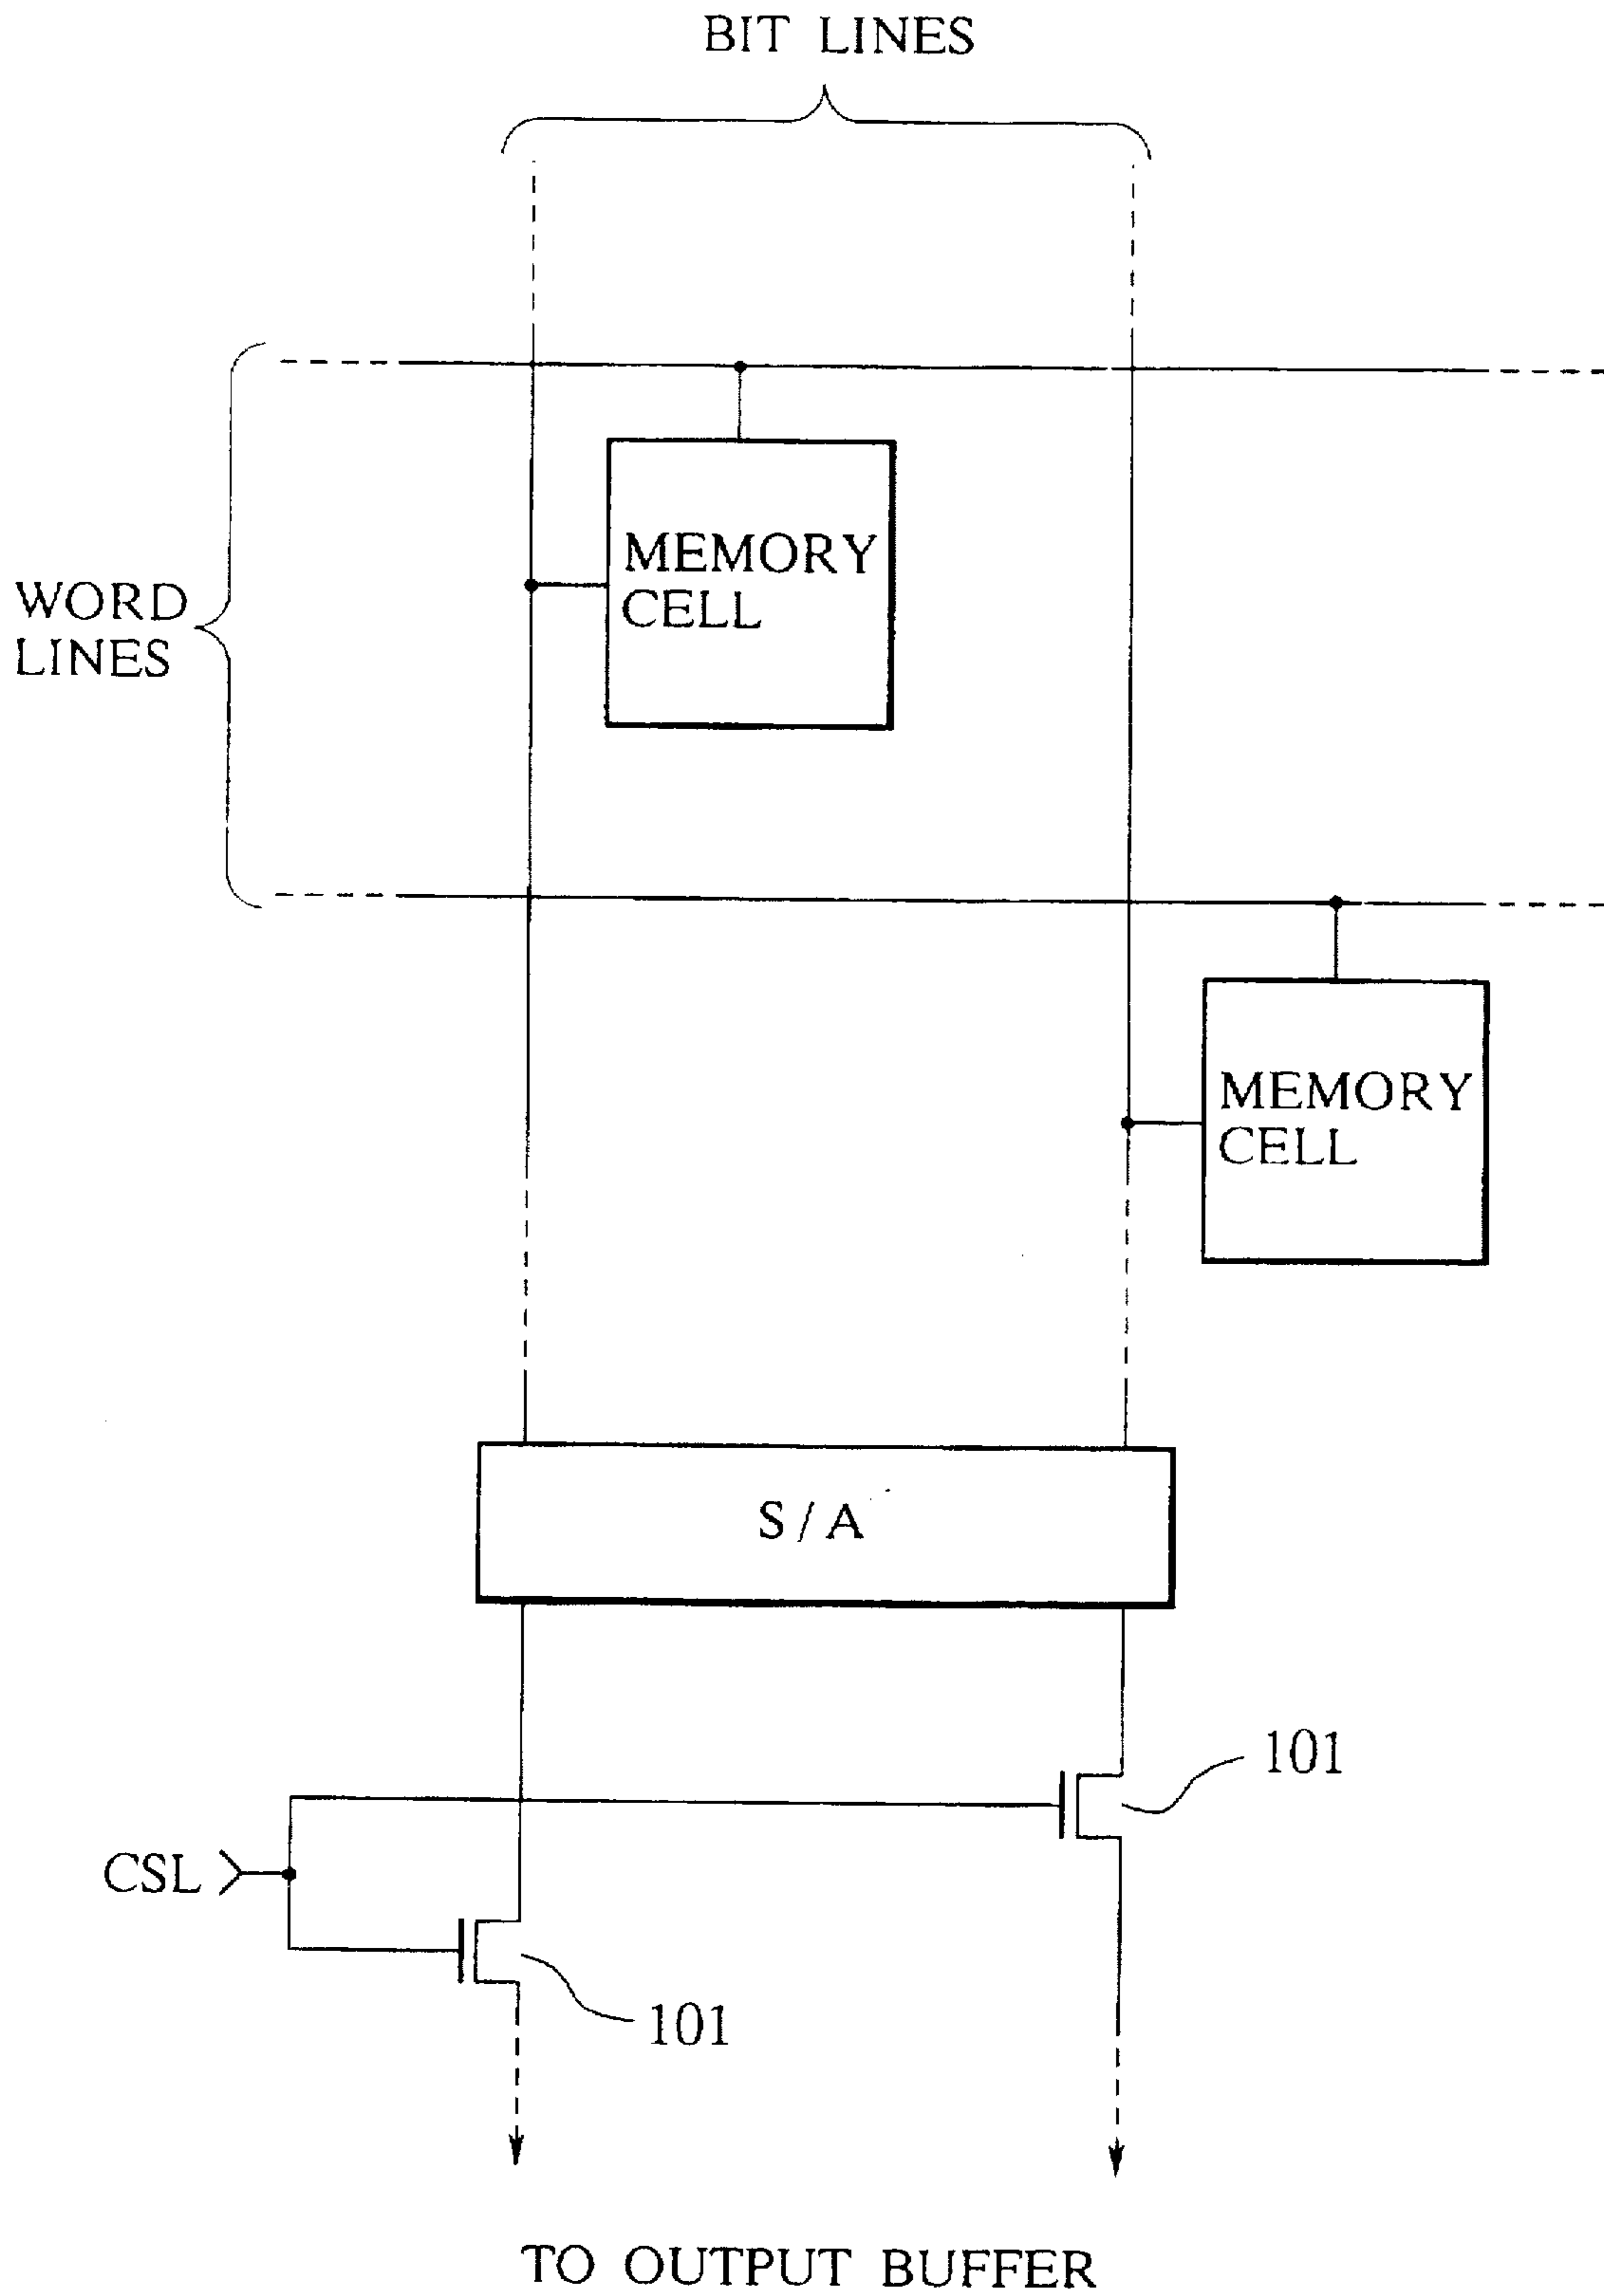 BIT LINES
MEMORY
CELL
WORD
LINES
MEMORY
CELL
S/A
101
CSL
101
TO OUTPUT BUFFER